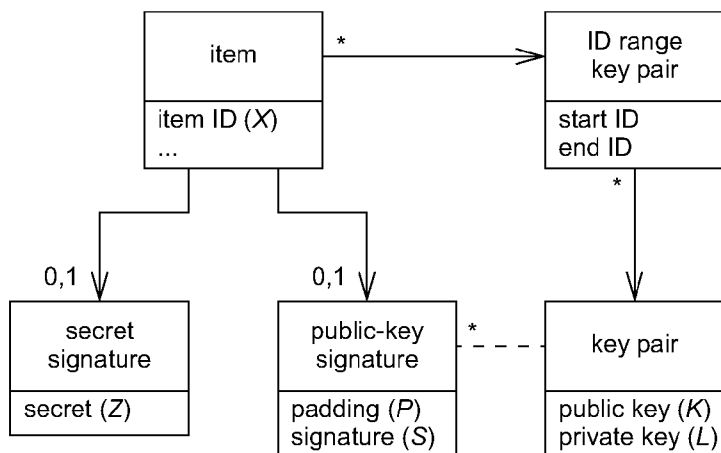 item
item ID (X)
...
*
ID range
key pair
start ID
end ID
*
0,1
0,1
secret
signature
secret (Z)
public-key
signature
padding (P)
signature (S)
*
key pair
public key (K)
private key (L)